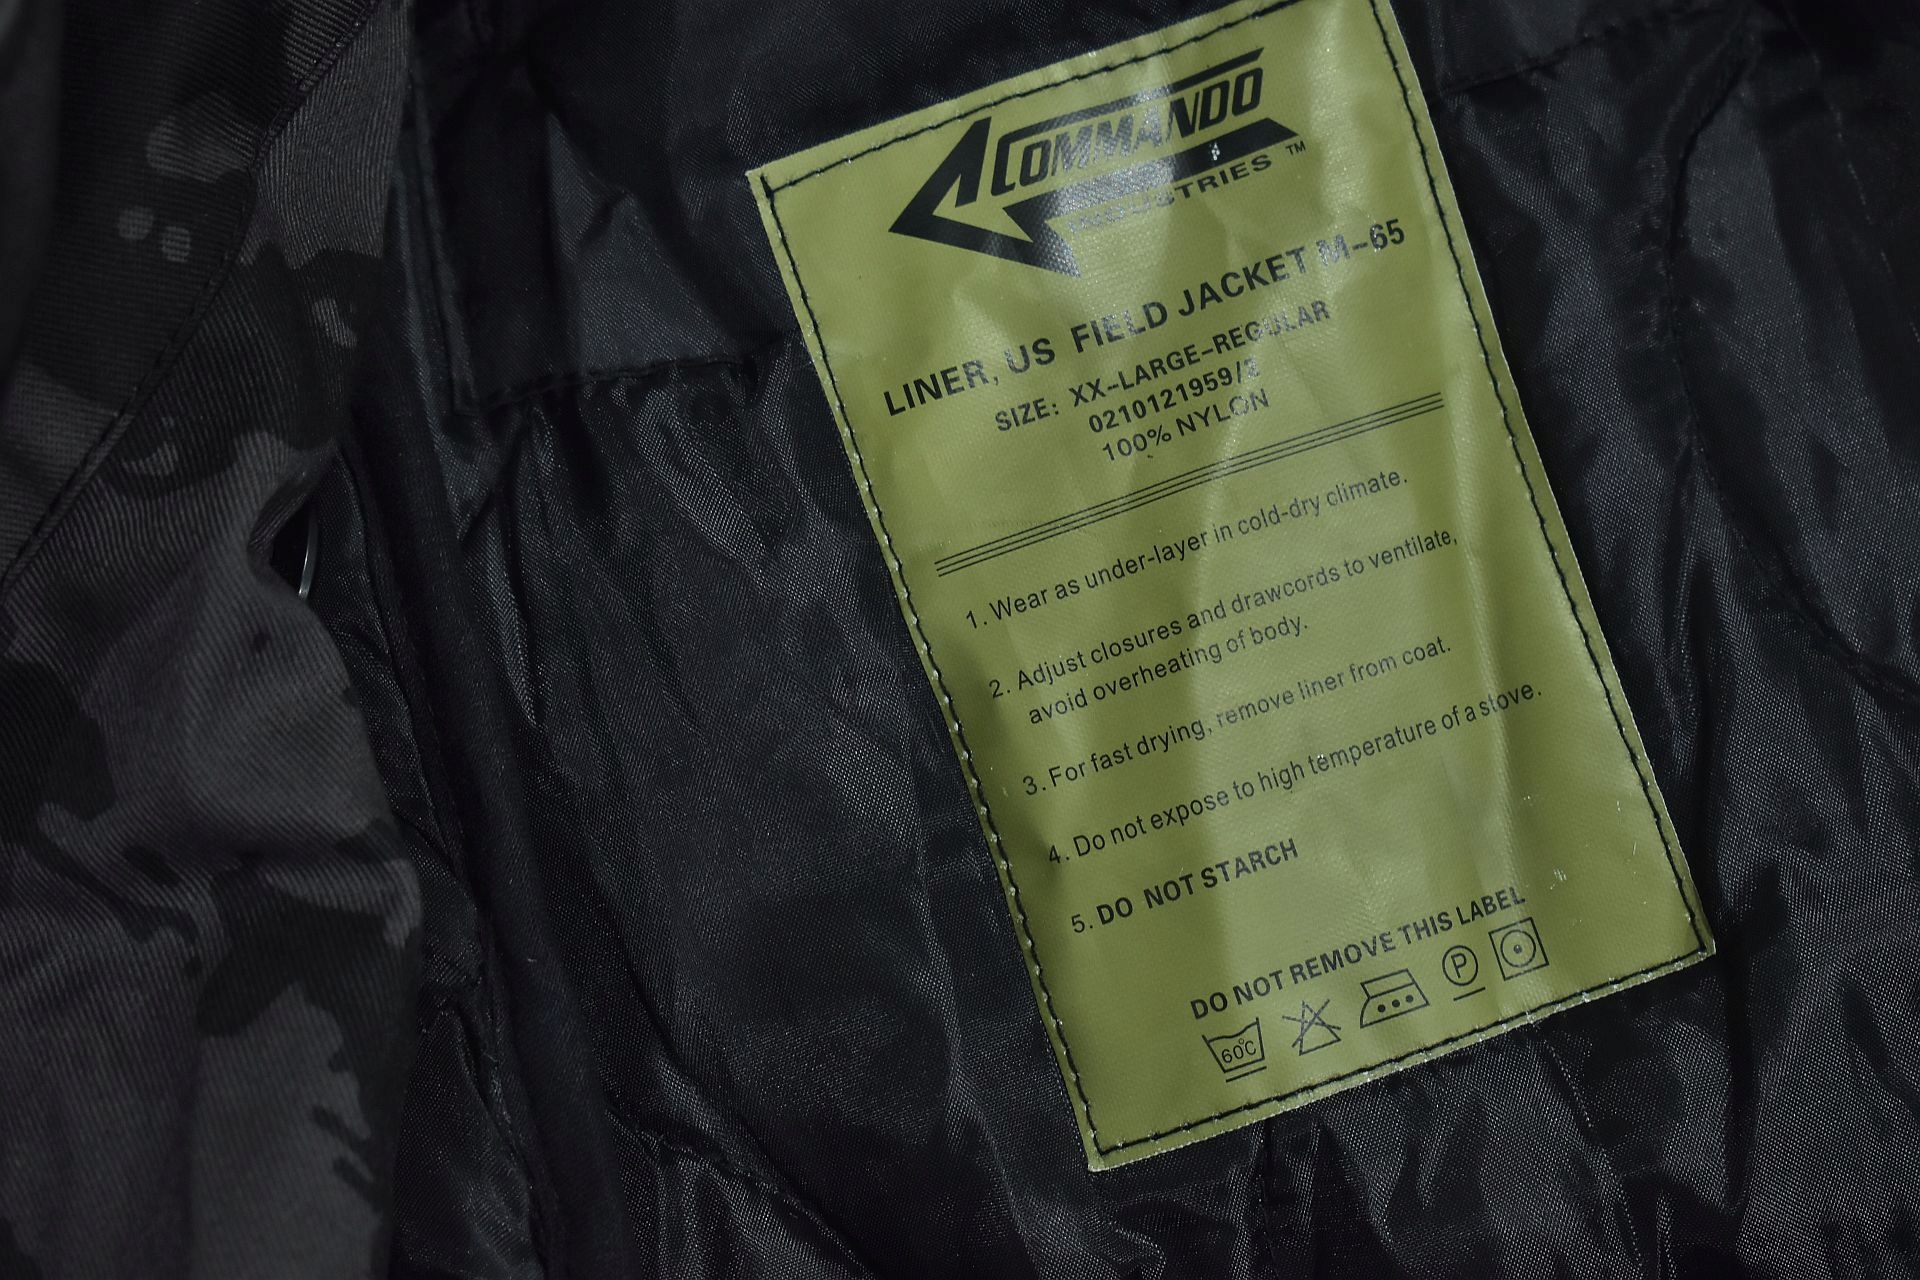 COMMANDO
INDUSTRIES ™
LINER, US FIELD JACKET M-65
SIZE: XX-LARGE-REGULAR
0210121959/2
100% NYLON
1. Wear as under-layer in cold-dry climate.
2. Adjust closures and drawcords to ventilate,
avoid overheating of body.
3. For fast drying, remove liner from coat.
4. Do not expose to high temperature of a stove.
5. DO NOT STARCH
DO NOT REMOVE THIS LABEL
60°C P